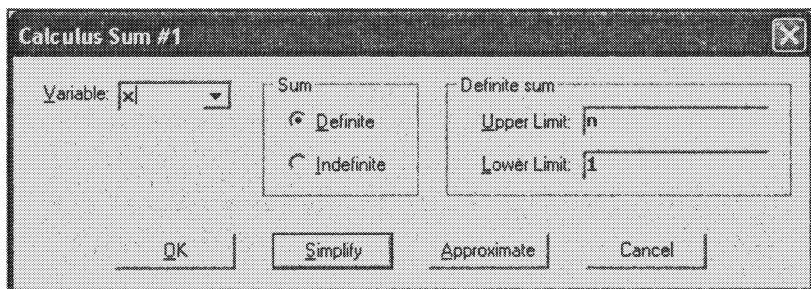 Calculus Sum #1
Variable: x
Sum
Definite
Indefinite
Definite sum
Upper Limit: n
Lower Limit: 1
OK
Simplify
Approximate
Cancel